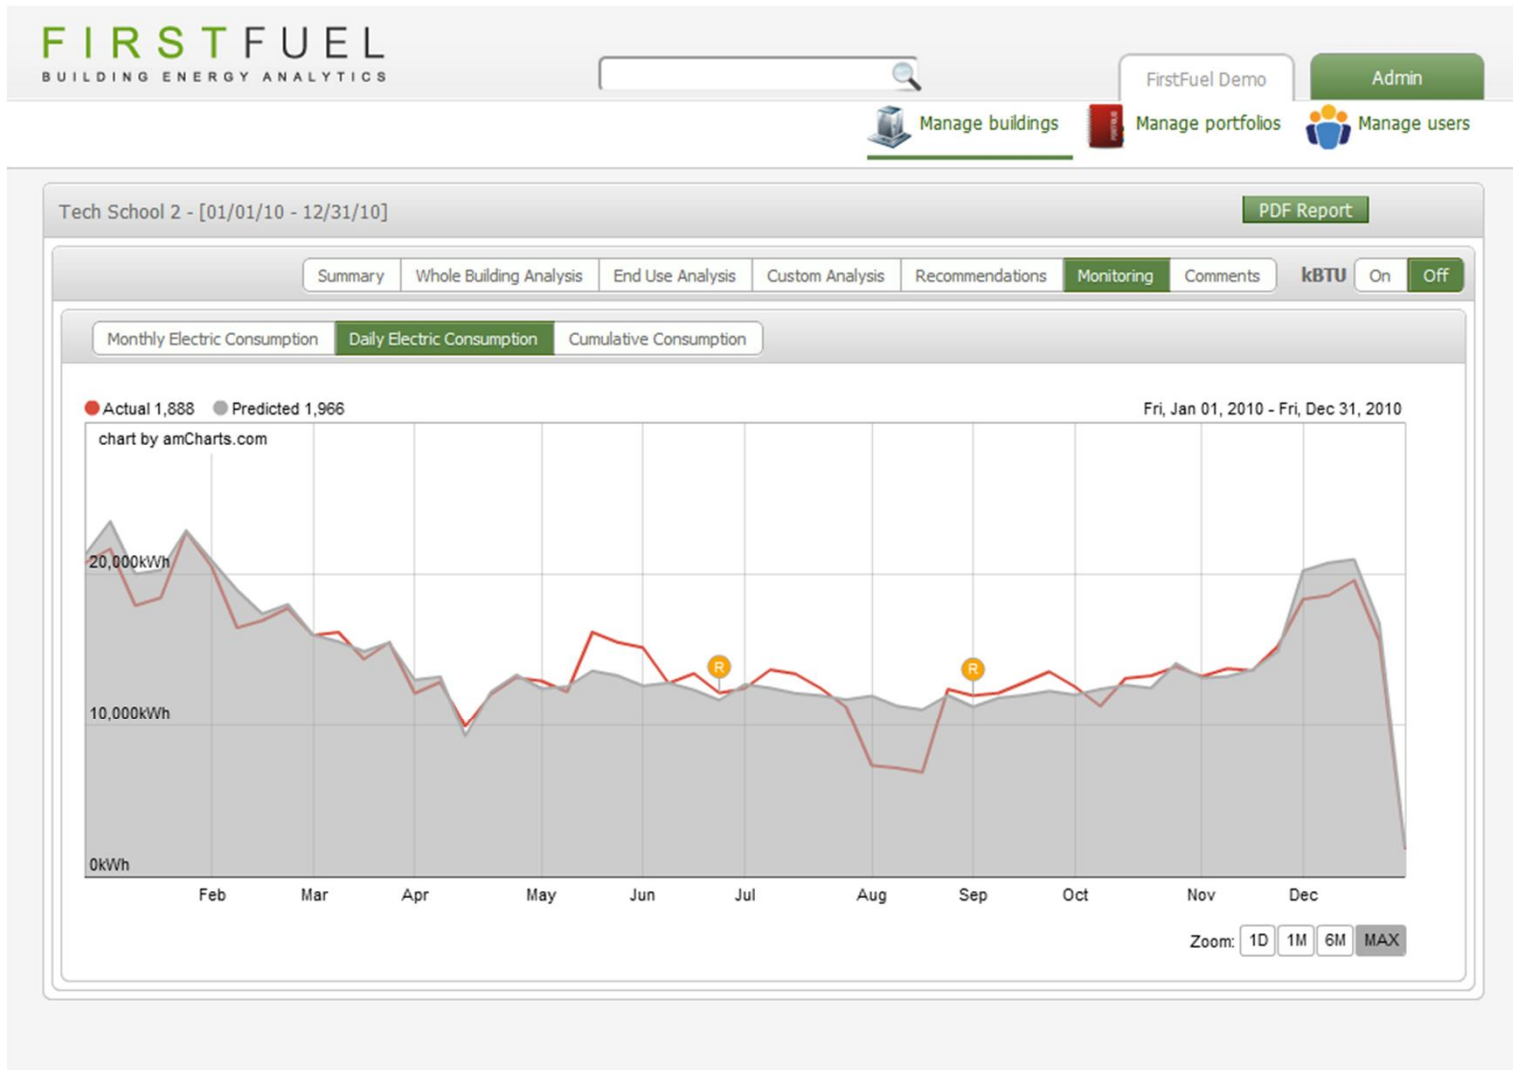 FIRSTFUEL
BUILDING ENERGY ANALYTICS
FirstFuel Demo
Admin
Manage buildings
PORTFOLIO
Manage portfolios
Manage users
Tech School 2 - [01/01/10 - 12/31/10]
PDF Report
Summary
Whole Building Analysis
End Use Analysis
Custom Analysis
Recommendations
Monitoring
Comments
kBTU
On
Off
Monthly Electric Consumption
Daily Electric Consumption
Cumulative Consumption
Actual 1,888
Predicted 1,966
Fri, Jan 01, 2010 - Fri, Dec 31, 2010
chart by amCharts.com
20,000kWh
R
R
10,000kWh
0kWh
Feb
Mar
Apr
May
Jun
Jul
Aug
Sep
Oct
Nov
Dec
Zoom:
1D
1M
6M
MAX